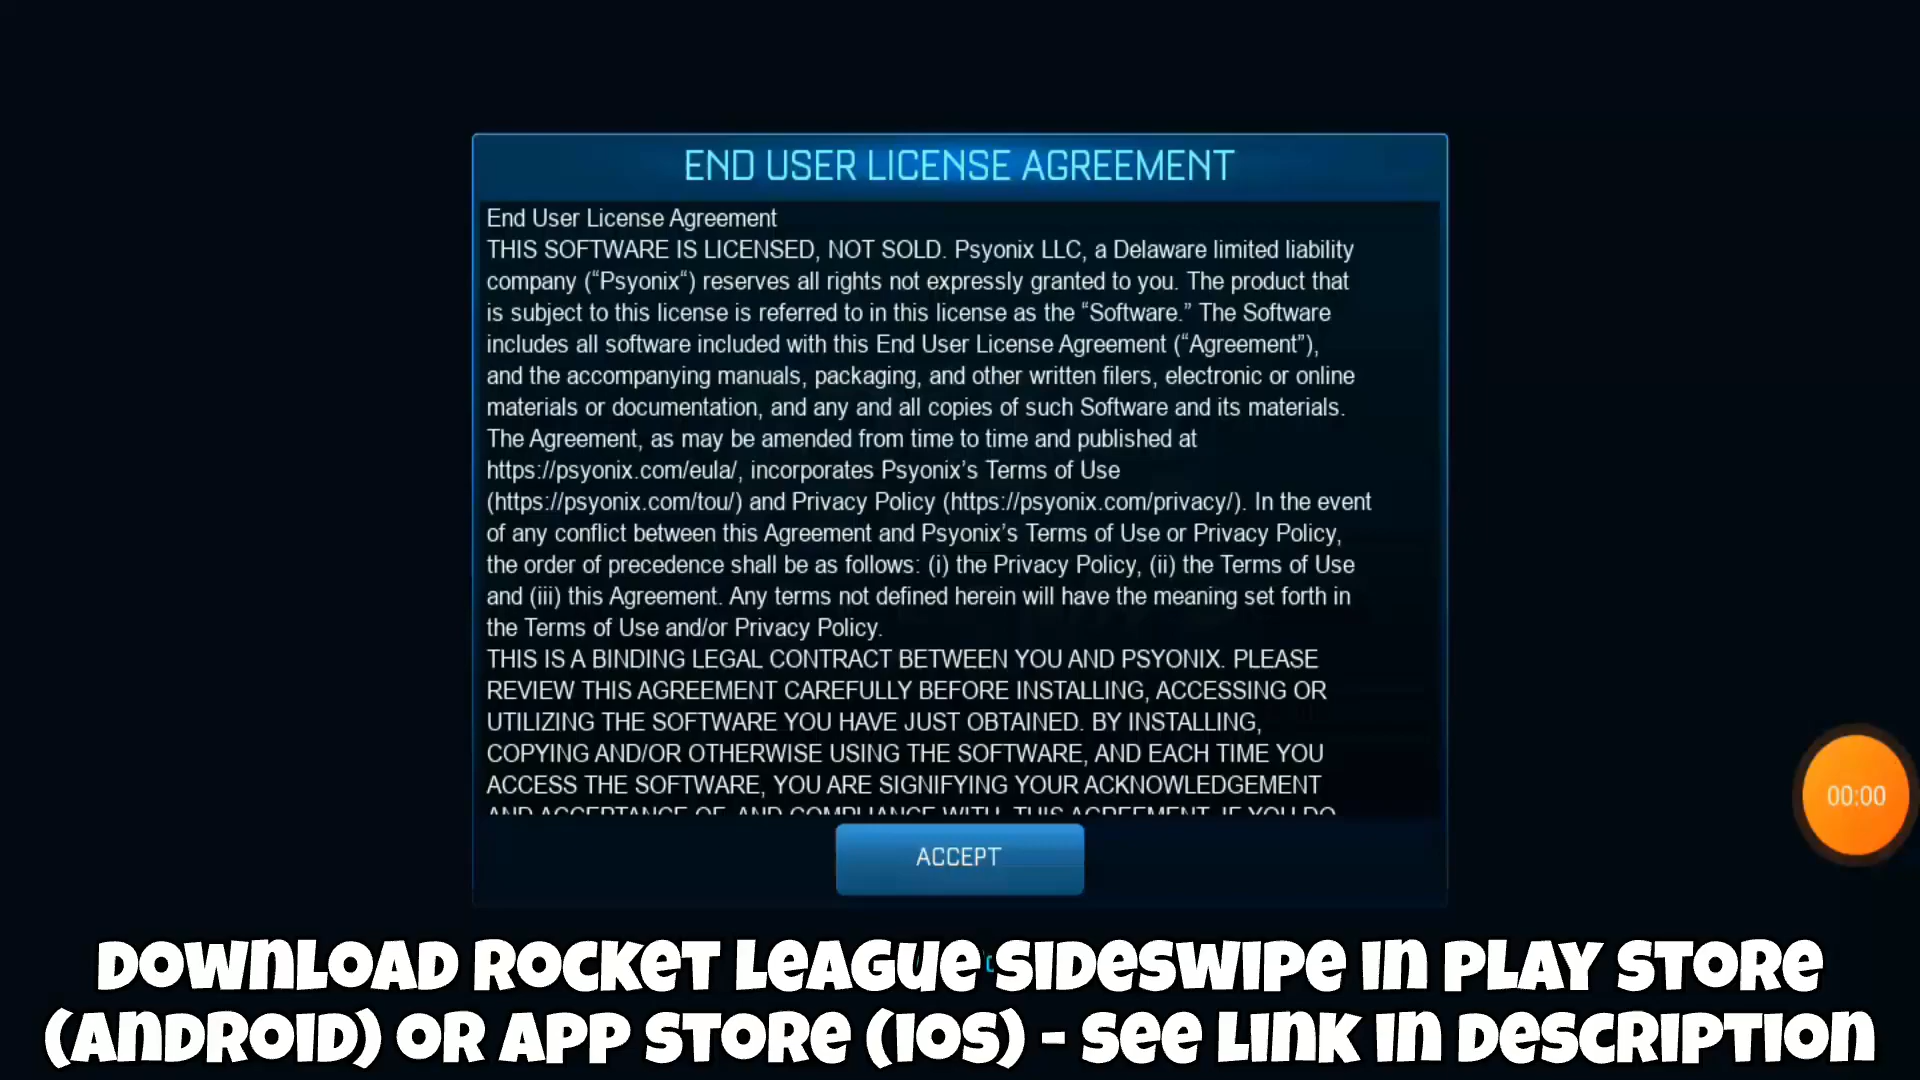 END USER LICENSE AGREEMENT
End User License Agreement
THIS SOFTWARE IS LICENSED, NOT SOLD. Psyonix LLC, a Delaware limited liability
company (“Psyonix“) reserves all rights not expressly granted to you. The product that
is subject to this license is referred to in this license as the “Software.” The Software
includes all software included with this End User License Agreement (“Agreement”),
and the accompanying manuals, packaging, and other written filers, electronic or online
materials or documentation, and any and all copies of such Software and its materials.
The Agreement, as may be amended from time to time and published at
https://psyonix.com/eula/, incorporates Psyonix’s Terms of Use
(https://psyonix.com/tou/) and Privacy Policy (https://psyonix.com/privacy/). In the event
of any conflict between this Agreement and Psyonix’s Terms of Use or Privacy Policy,
the order of precedence shall be as follows: (i) the Privacy Policy, (ii) the Terms of Use
and (iii) this Agreement. Any terms not defined herein will have the meaning set forth in
the Terms of Use and/or Privacy Policy.
THIS IS A BINDING LEGAL CONTRACT BETWEEN YOU AND PSYONIX. PLEASE
REVIEW THIS AGREEMENT CAREFULLY BEFORE INSTALLING, ACCESSING OR
UTILIZING THE SOFTWARE YOU HAVE JUST OBTAINED. BY INSTALLING,
COPYING AND/OR OTHERWISE USING THE SOFTWARE, AND EACH TIME YOU
ACCESS THE SOFTWARE, YOU ARE SIGNIFYING YOUR ACKNOWLEDGEMENT
AND ACCEPTANCE OF, AND COMPLIANCE WITH, THIS AGREEMENT. IF YOU DO
ACCEPT
00:00
DOWNLOAD ROCKET LEAGUE SIDESWIPE IN PLAY STORE
(ANDROID) OR APP STORE (IOS) - SEE LINK IN DESCRIPTION